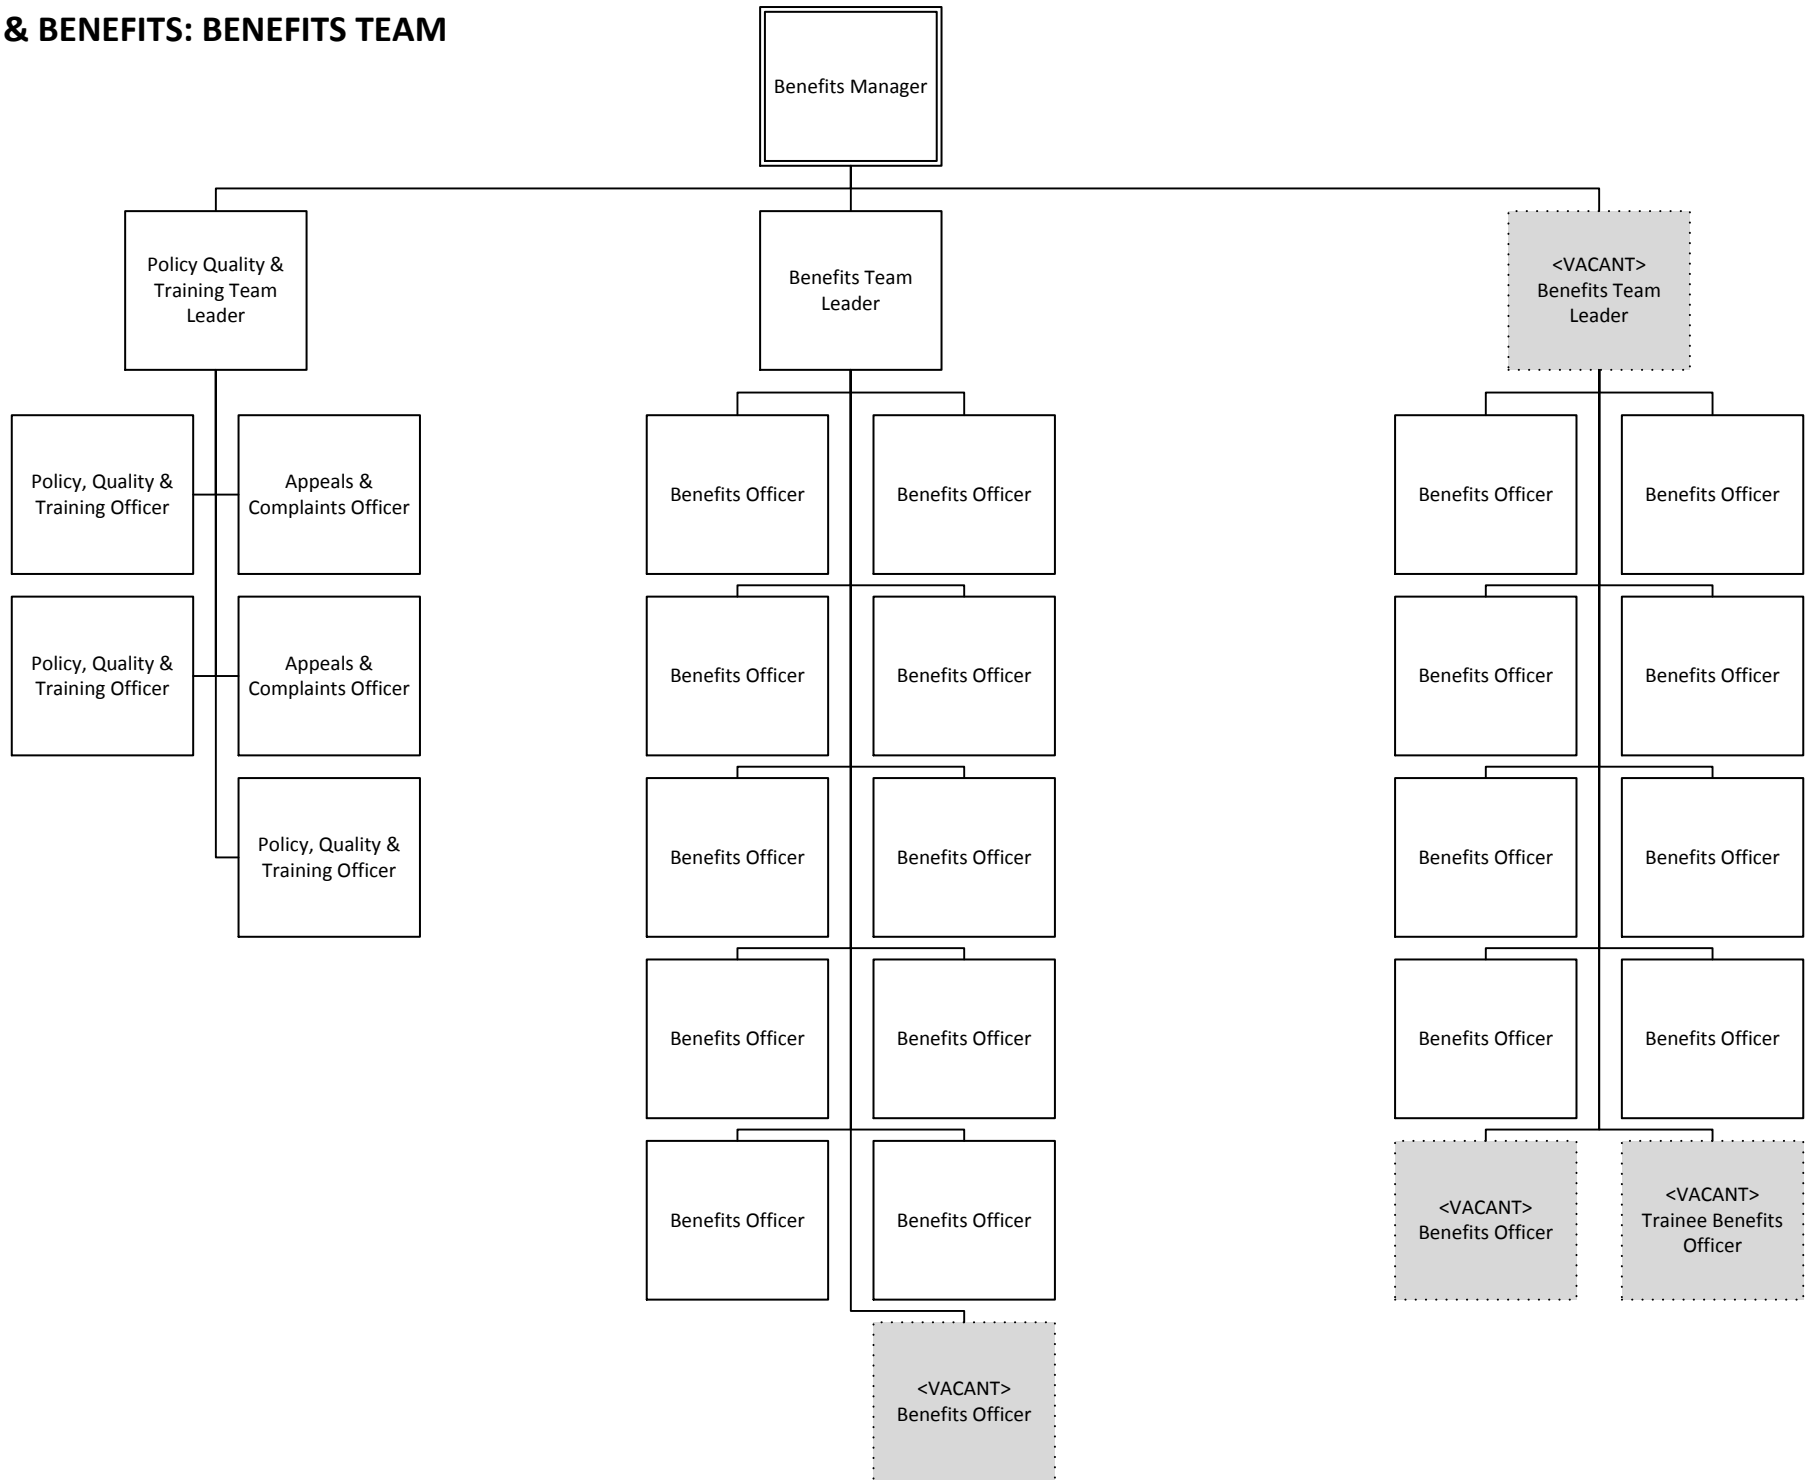 & BENEFITS: BENEFITS TEAM
Benefits Manager
Policy Quality &
Training Team
Leader
Benefits Team
Leader
<VACANT>
Benefits Team
Leader
Policy, Quality &
Training Officer
Appeals &
Complaints Officer
Benefits Officer
Benefits Officer
Benefits Officer
Benefits Officer
Policy, Quality &
Training Officer
Appeals &
Complaints Officer
Benefits Officer
Benefits Officer
Benefits Officer
Benefits Officer
Policy, Quality &
Training Officer
Benefits Officer
Benefits Officer
Benefits Officer
Benefits Officer
Benefits Officer
Benefits Officer
Benefits Officer
Benefits Officer
Benefits Officer
Benefits Officer
<VACANT>
Benefits Officer
<VACANT>
Trainee Benefits
Officer
<VACANT>
Benefits Officer